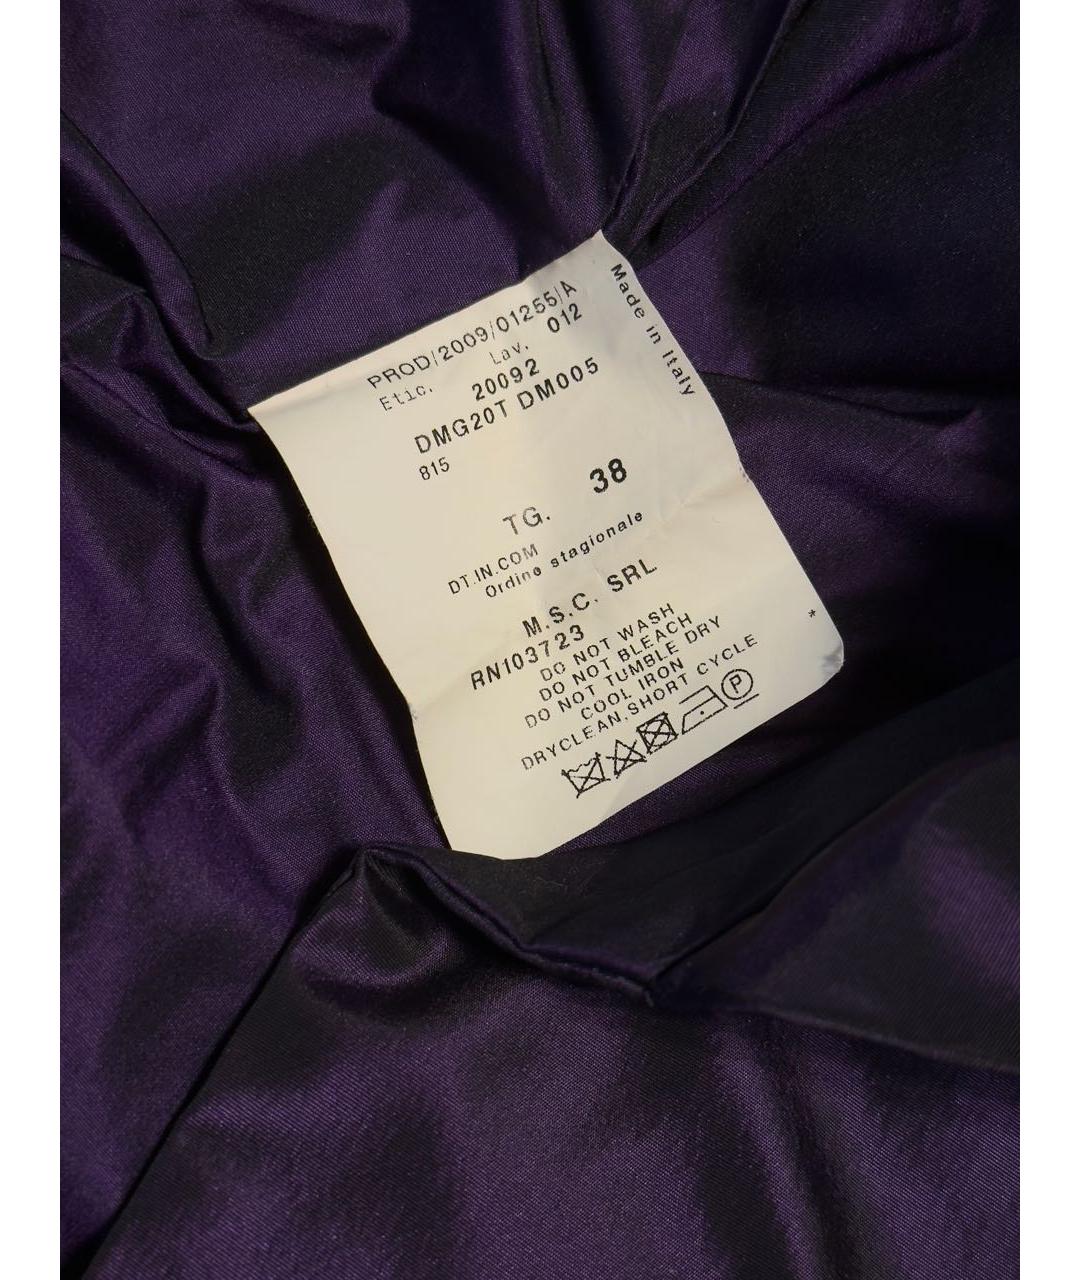 PROD/2009/01255/A
Etic. Lav. 012
20092
DMG20T DM005
815
TG. 38
DT.IN.COM
Ordine stagionale
M.S.C. SRL
RN103723
DO NOT WASH
DO NOT BLEACH
DO NOT TUMBLE DRY
COOL IRON
DRYCLEAN.SHORT CYCLE
P
Made in Italy
*